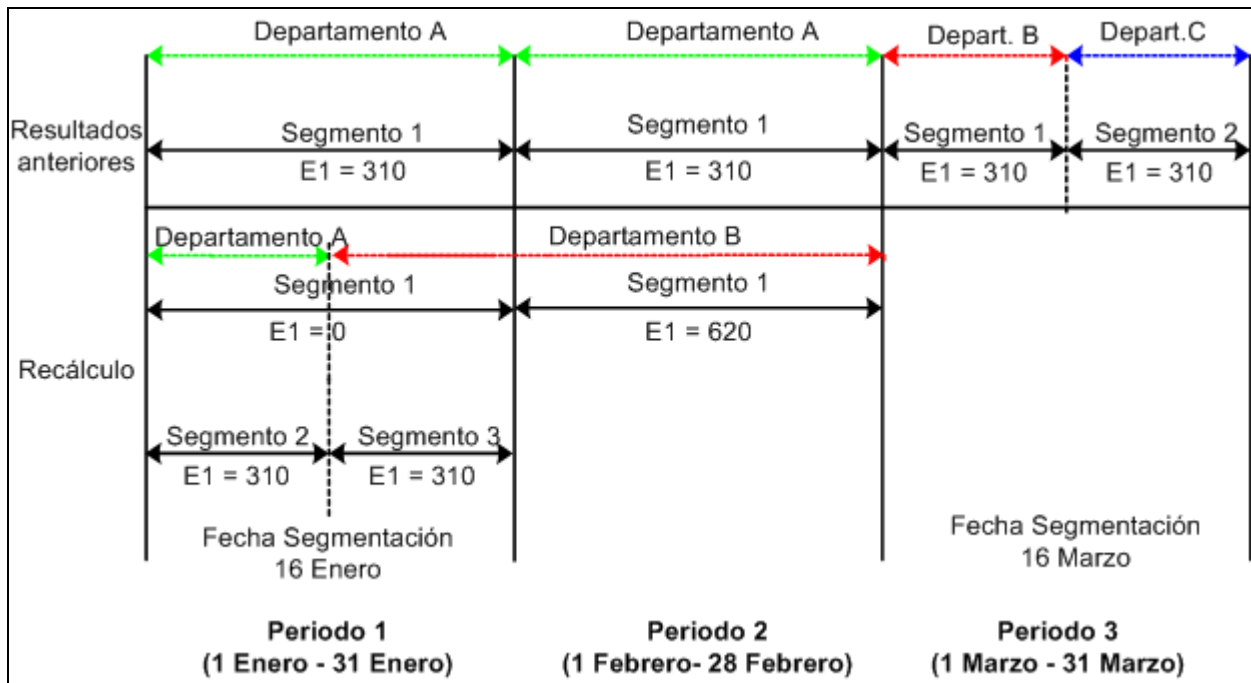 Departamento A
Departamento A
Depart. B
Depart.C
Resultados
anteriores
Segmento 1
E1 = 310
Segmento 1
E1 = 310
Segmento 1
E1 = 310
Segmento 2
E1 = 310
Departamento A
Departamento B
Segmento 1
E1 = 0
Segmento 1
E1 = 620
Recálculo
Segmento 2
E1 = 310
Segmento 3
E1 = 310
Fecha Segmentación
16 Enero
Fecha Segmentación
16 Marzo
Periodo 1
(1 Enero - 31 Enero)
Periodo 2
(1 Febrero- 28 Febrero)
Periodo 3
(1 Marzo - 31 Marzo)